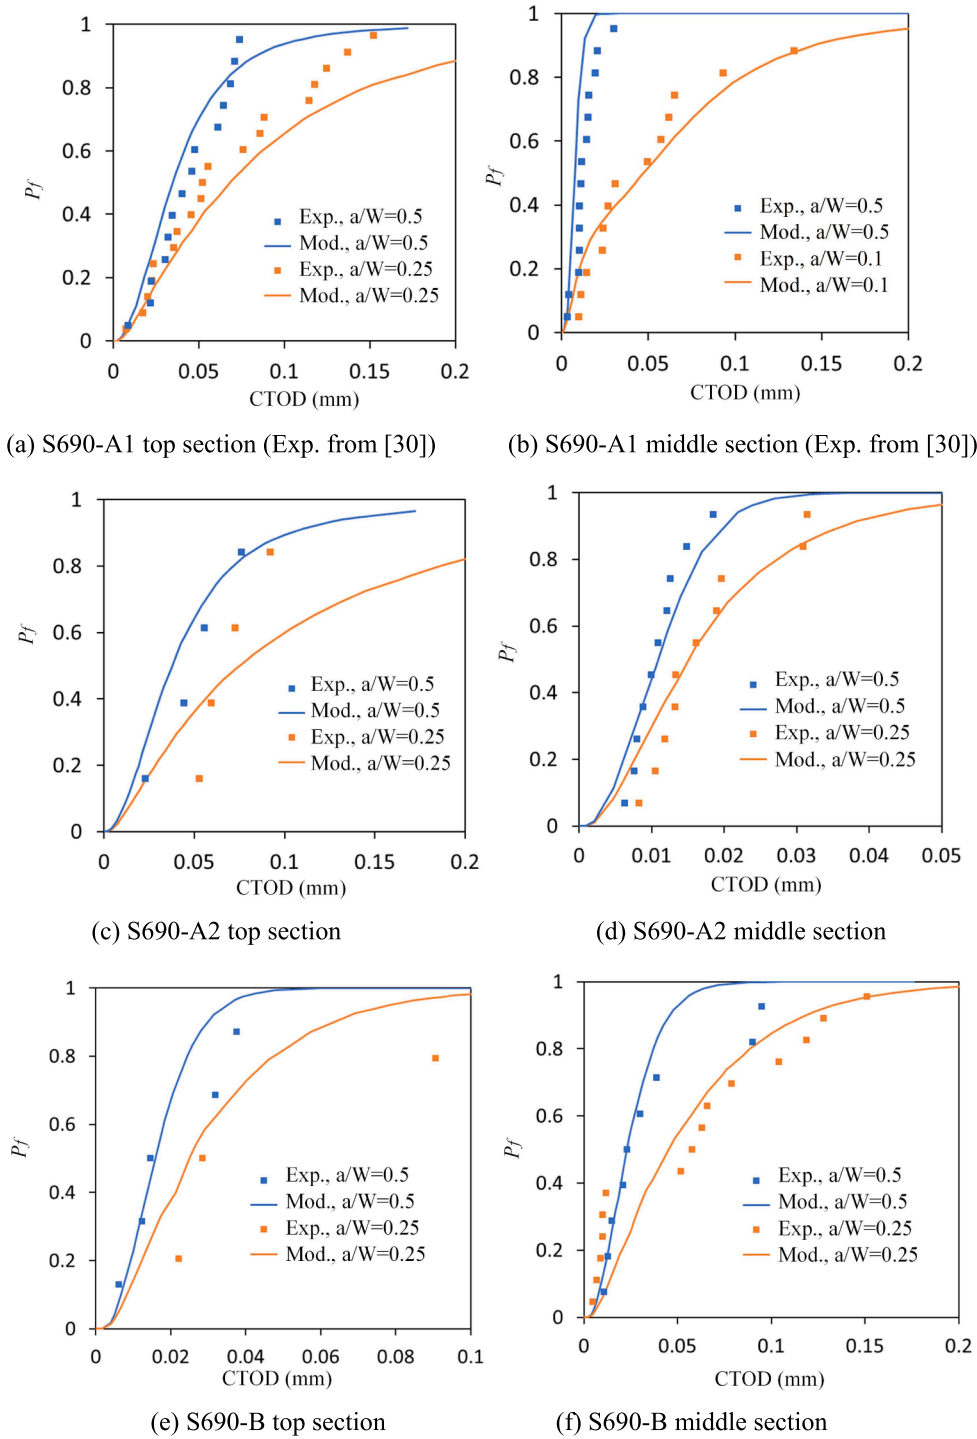 1
0.8
0.6
0.4
0.2
0
Pf
0 0.05 0.1 0.15 0.2
CTOD (mm)
Exp., a/W=0.5
Mod., a/W=0.5
Exp., a/W=0.25
Mod., a/W=0.25
(a) S690-A1 top section (Exp. from [30])
1
0.8
0.6
0.4
0.2
0
Pf
0 0.05 0.1 0.15 0.2
CTOD (mm)
Exp., a/W=0.5
Mod., a/W=0.5
Exp., a/W=0.1
Mod., a/W=0.1
(b) S690-A1 middle section (Exp. from [30])
1
0.8
0.6
0.4
0.2
0
Pf
0 0.05 0.1 0.15 0.2
CTOD (mm)
Exp., a/W=0.5
Mod., a/W=0.5
Exp., a/W=0.25
Mod., a/W=0.25
(c) S690-A2 top section
1
0.8
0.6
0.4
0.2
0
Pf
0 0.01 0.02 0.03 0.04 0.05
CTOD (mm)
Exp., a/W=0.5
Mod., a/W=0.5
Exp., a/W=0.25
Mod., a/W=0.25
(d) S690-A2 middle section
1
0.8
0.6
0.4
0.2
0
Pf
0 0.02 0.04 0.06 0.08 0.1
CTOD (mm)
Exp., a/W=0.5
Mod., a/W=0.5
Exp., a/W=0.25
Mod., a/W=0.25
(e) S690-B top section
1
0.8
0.6
0.4
0.2
0
Pf
0 0.05 0.1 0.15 0.2
CTOD (mm)
Exp., a/W=0.5
Mod., a/W=0.5
Exp., a/W=0.25
Mod., a/W=0.25
(f) S690-B middle section